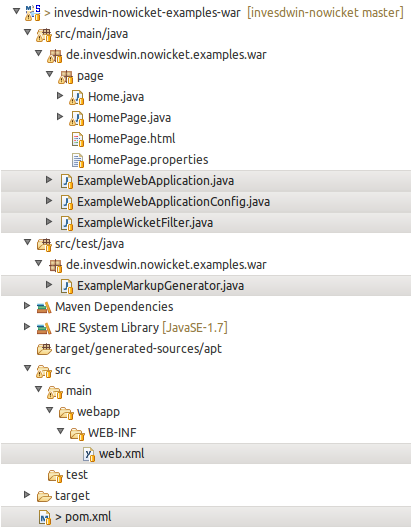 > invesdwin-nowicket-examples-war [invesdwin-nowicket master]
src/main/java
de.invesdwin.nowicket.examples.war
page
Home.java
HomePage.java
HomePage.html
HomePage.properties
ExampleWebApplication.java
ExampleWebApplicationConfig.java
ExampleWicketFilter.java
src/test/java
de.invesdwin.nowicket.examples.war
ExampleMarkupGenerator.java
Maven Dependencies
JRE System Library [JavaSE-1.7]
target/generated-sources/apt
src
main
webapp
WEB-INF
web.xml
test
target
> pom.xml